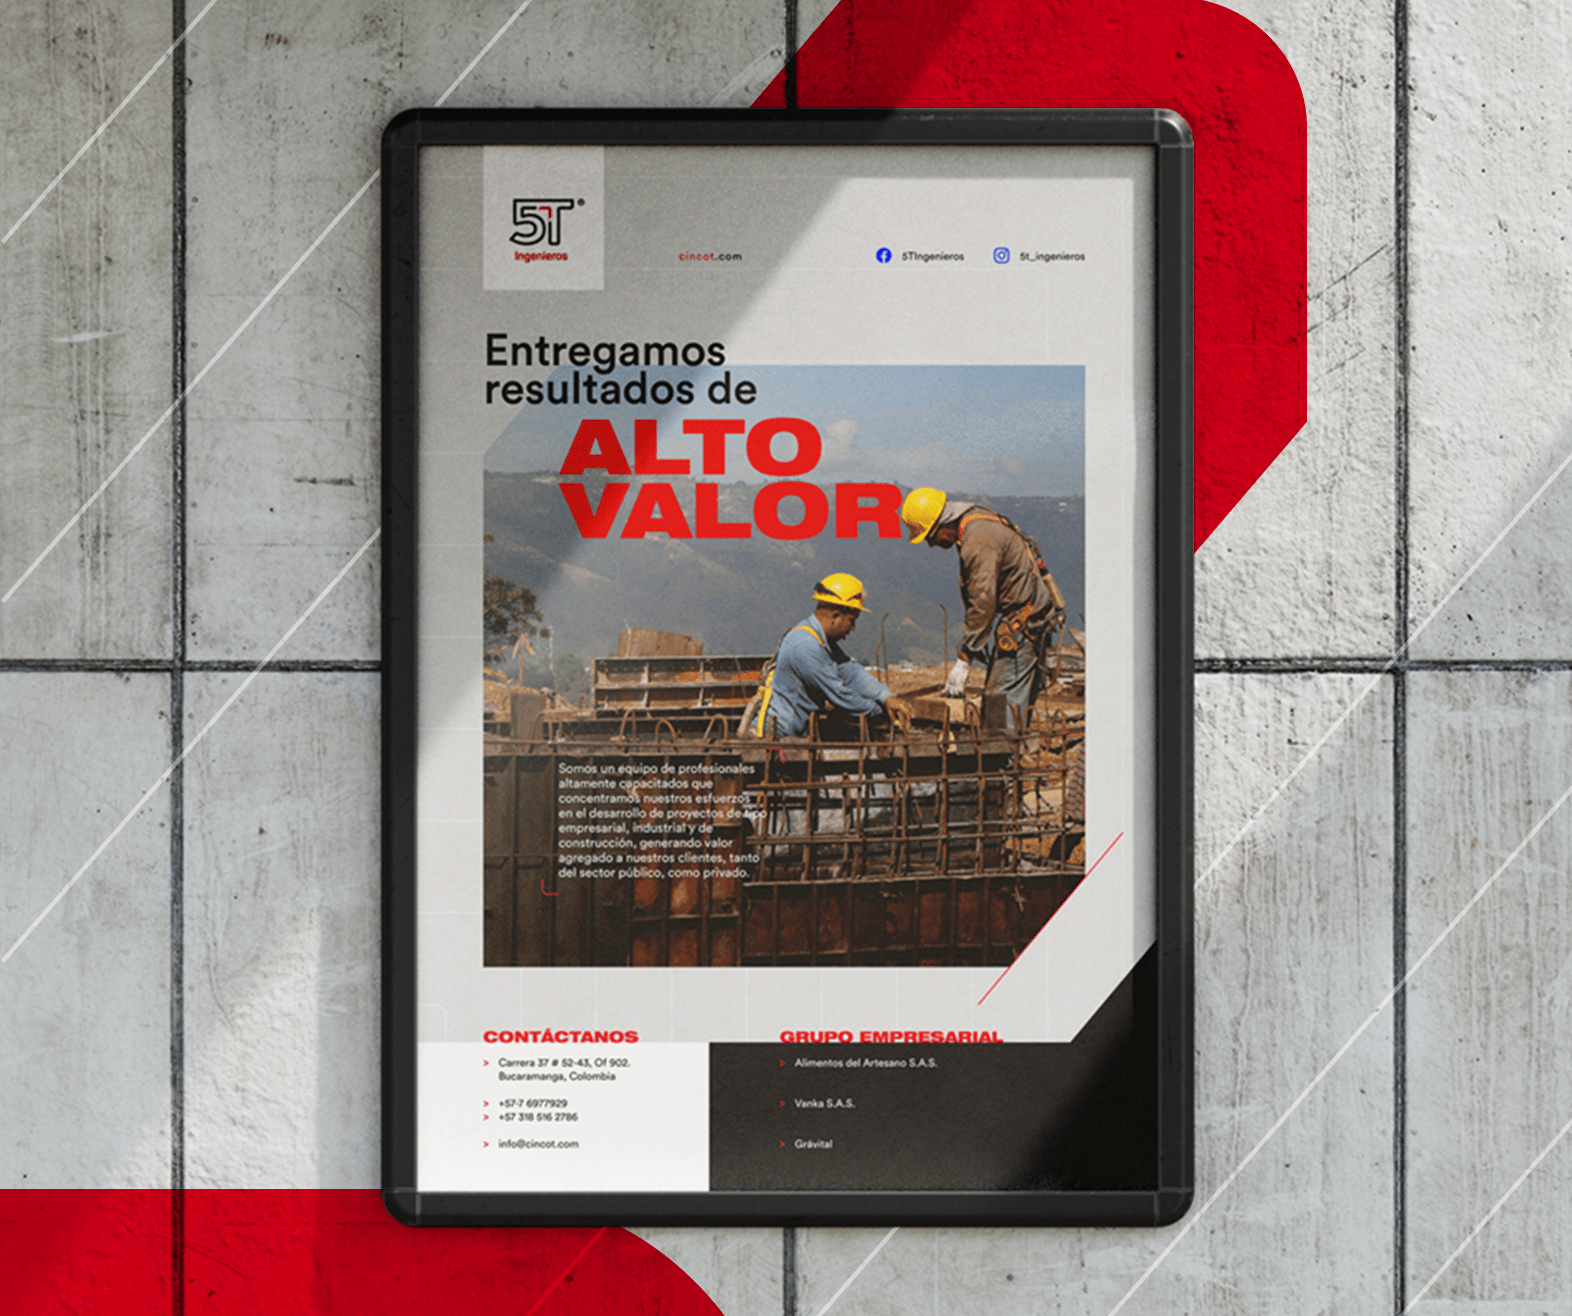 5T®
Ingenieros
cincot.com
5TIngenieros
5t_ingenieros
Entregamos
resultados de
ALTO
VALOR
Somos un equipo de profesionales
altamente capacitados que
concentramos nuestros esfuerzos
en el desarrollo de proyectos de tipo
empresarial, industrial y de
construcción, generando valor
agregado a nuestros clientes, tanto
del sector público, como privado.
CONTÁCTANOS
> Carrera 37 # 52-43, Of 902.
Bucaramanga, Colombia
> +57-7 6977929
> +57 318 516 2786
> info@cincot.com
GRUPO EMPRESARIAL
> Alimentos del Artesano S.A.S.
> Vanka S.A.S.
> Grávital